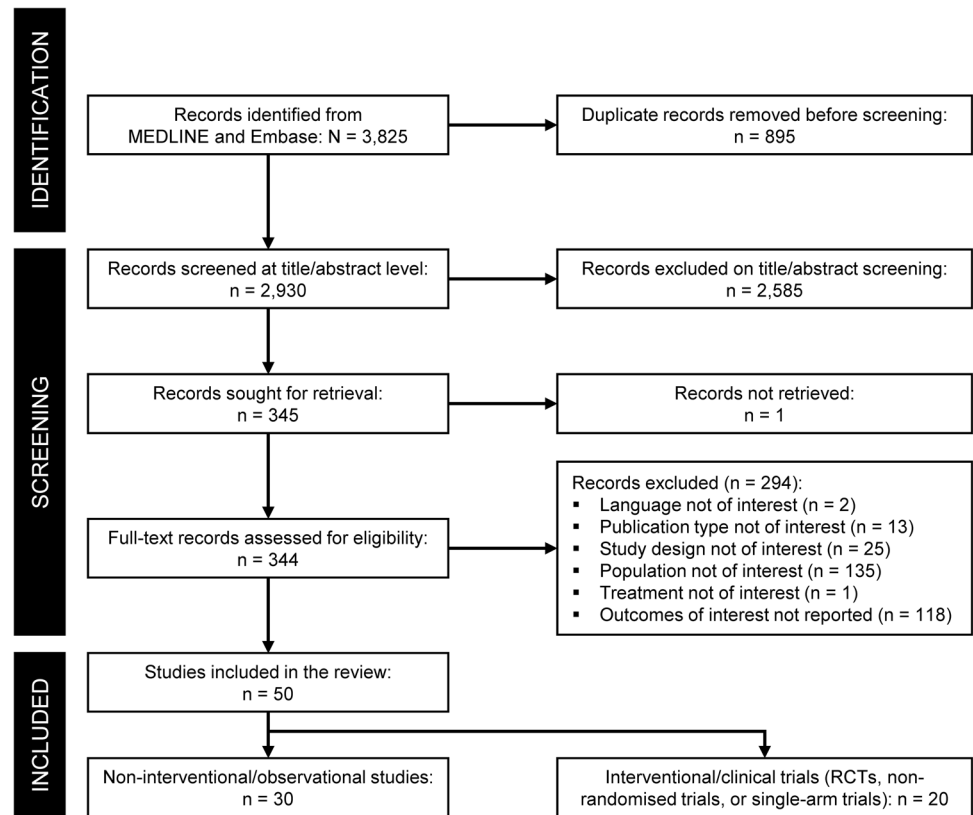 IDENTIFICATION
Records identified from
MEDLINE and Embase: N = 3,825
Duplicate records removed before screening:
n = 895
SCREENING
Records screened at title/abstract level:
n = 2,930
Records excluded on title/abstract screening:
n = 2,585
Records sought for retrieval:
n = 345
Records not retrieved:
n = 1
Full-text records assessed for eligibility:
n = 344
Records excluded (n = 294):
▪ Language not of interest (n = 2)
▪ Publication type not of interest (n = 13)
▪ Study design not of interest (n = 25)
▪ Population not of interest (n = 135)
▪ Treatment not of interest (n = 1)
▪ Outcomes of interest not reported (n = 118)
INCLUDED
Studies included in the review:
n = 50
Non-interventional/observational studies:
n = 30
Interventional/clinical trials (RCTs, non-
randomised trials, or single-arm trials): n = 20